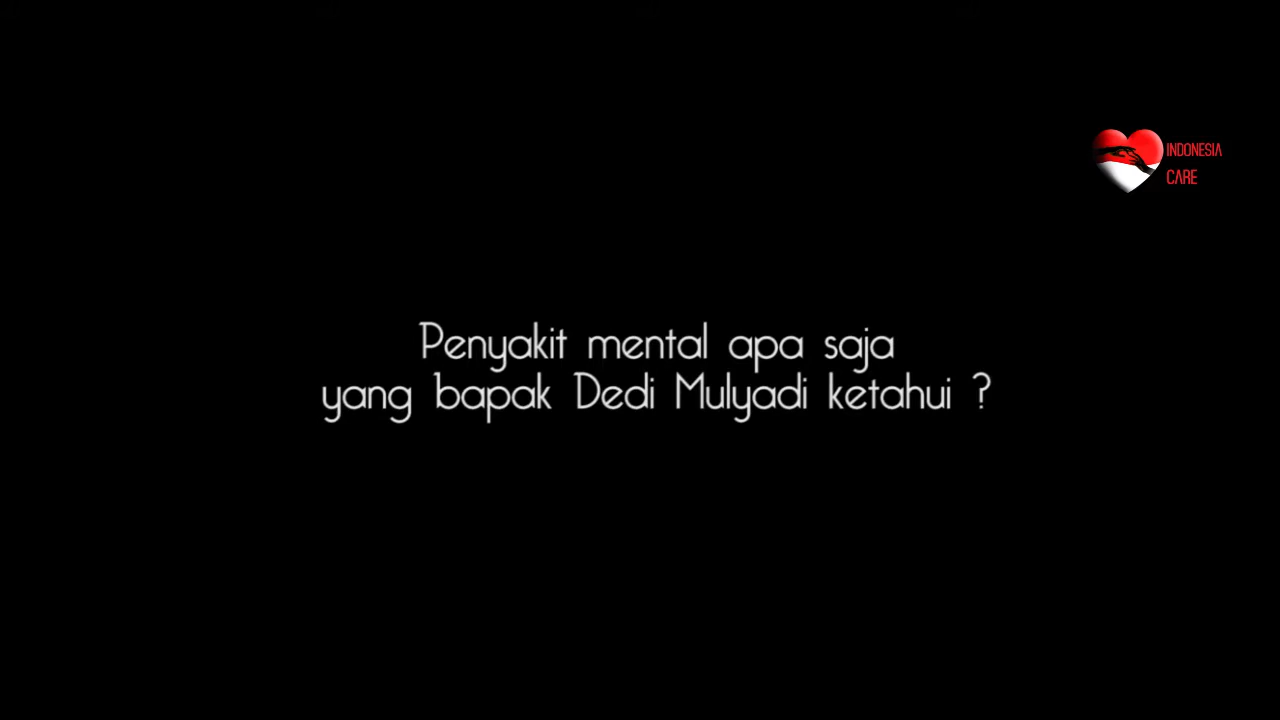 INDONESIA
CARE
Penyakit mental apa saja
yang bapak Dedi Mulyadi ketahui ?